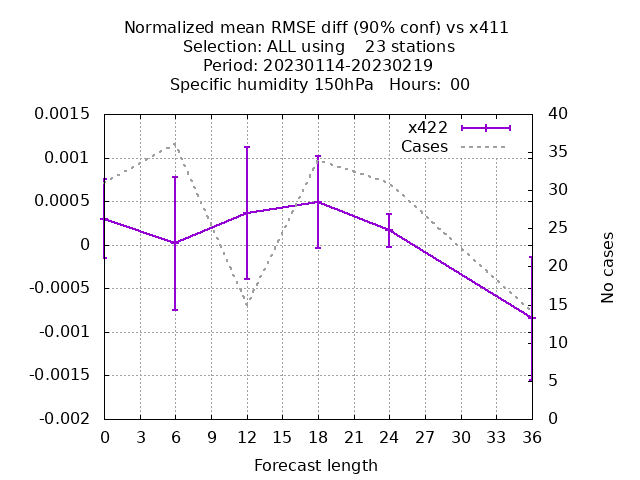 Normalized mean RMSE diff (90% conf) vs x411
Selection: ALL using    23 stations
Period: 20230114-20230219
Specific humidity 150hPa   Hours:  00
x422
Cases
0.0015
0.001
0.0005
0
-0.0005
-0.001
-0.0015
-0.002
40
35
30
25
20
15
10
5
0
No cases
0 3 6 9 12 15 18 21 24 27 30 33 36
Forecast length